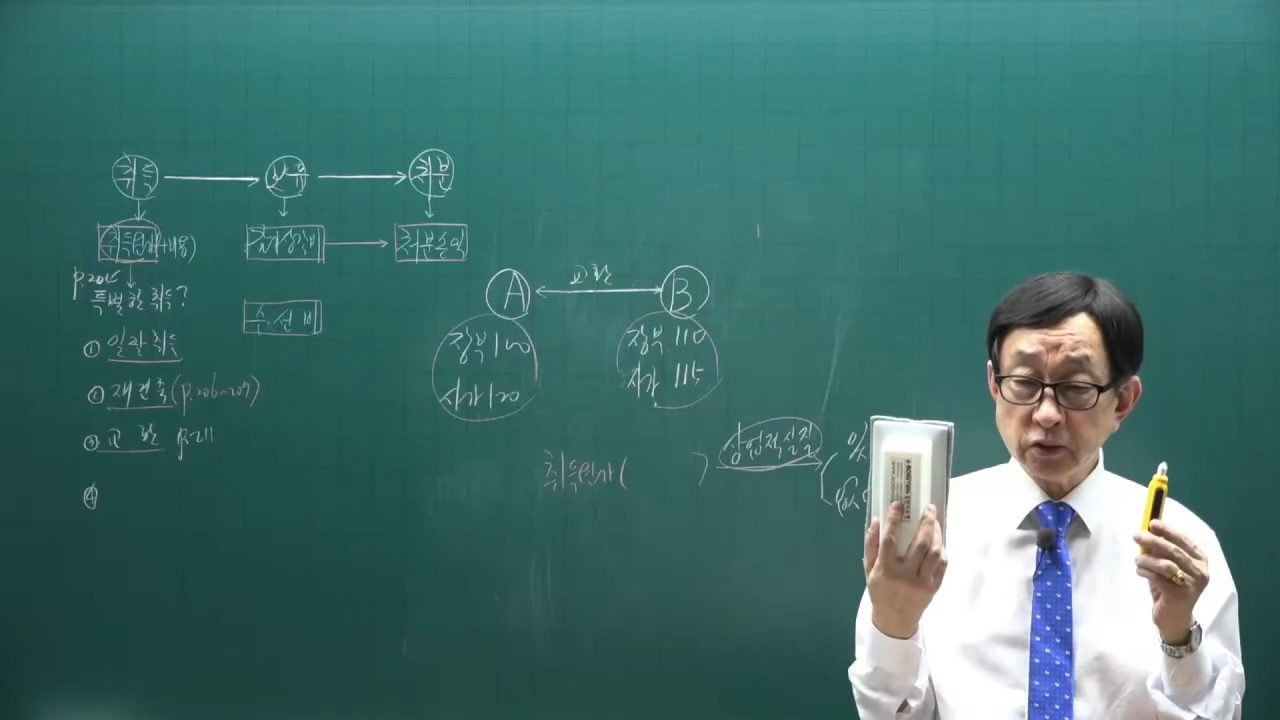 취득 → 보유 → 처분
취득원가(+비용)
감가상각비 → 처분손익
p.205
특별한 취득?
수선비
① 일괄취득
② 재건축(p.206~209)
③ 교환 p.211
④
A ← 교환 → B
장부 100
시가 120
장부 110
시가 115
취득원가( )
상업적실질